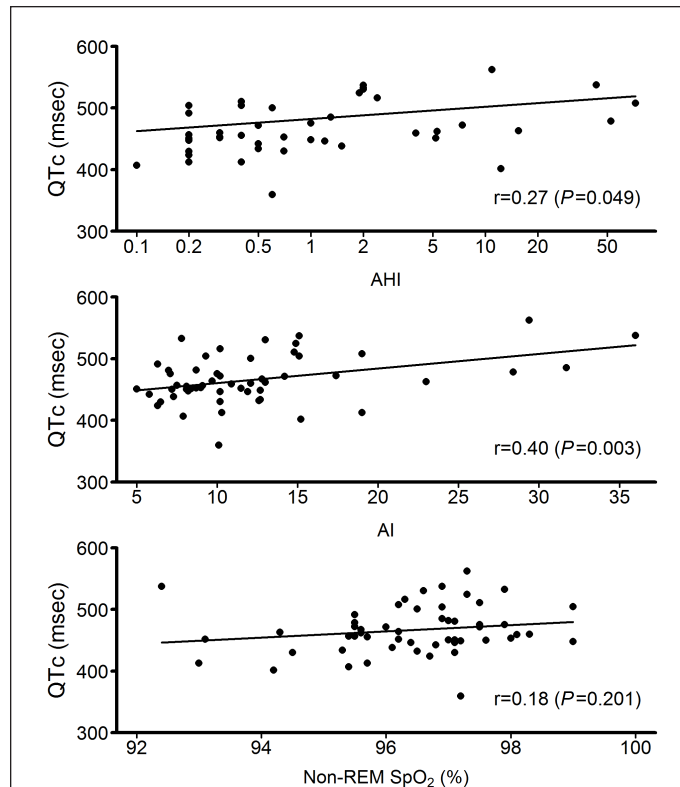 600
500
400
300
QTc (msec)
r=0.27 (P=0.049)
0.1 0.2 0.5 1 2 5 10 20 50
AHI
600
500
400
300
QTc (msec)
r=0.40 (P=0.003)
5 10 15 20 25 30 35
AI
600
500
400
300
QTc (msec)
r=0.18 (P=0.201)
92 94 96 98 100
Non-REM SpO₂ (%)